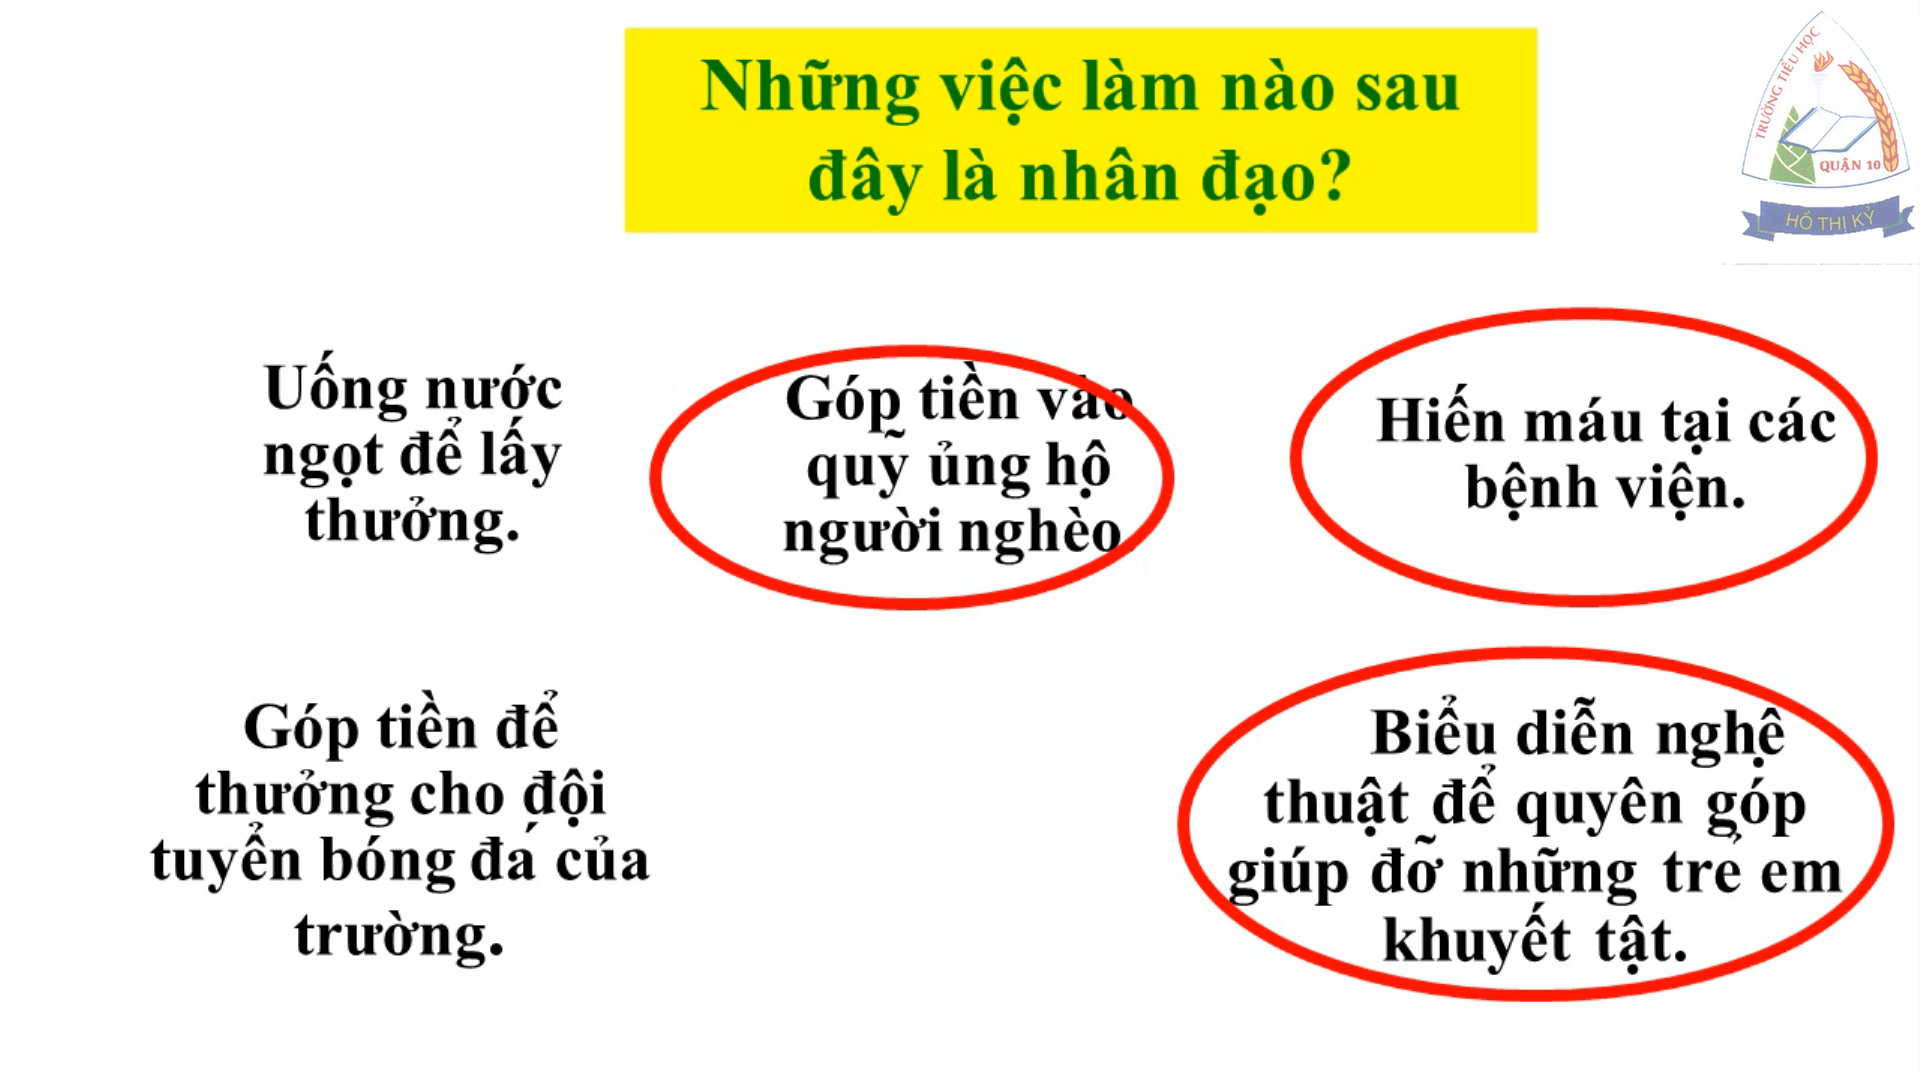 Những việc làm nào sau
đây là nhân đạo?
TRƯỜNG TIỂU HỌC
QUẬN 10
HỒ THỊ KỶ
Uống nước
ngọt để lấy
thưởng.
Góp tiền vào
quỹ ủng hộ
người nghèo.
Hiến máu tại các
bệnh viện.
Góp tiền để
thưởng cho đội
tuyển bóng đá của
trường.
Biểu diễn nghệ
thuật để quyên góp
giúp đỡ những trẻ em
khuyết tật.